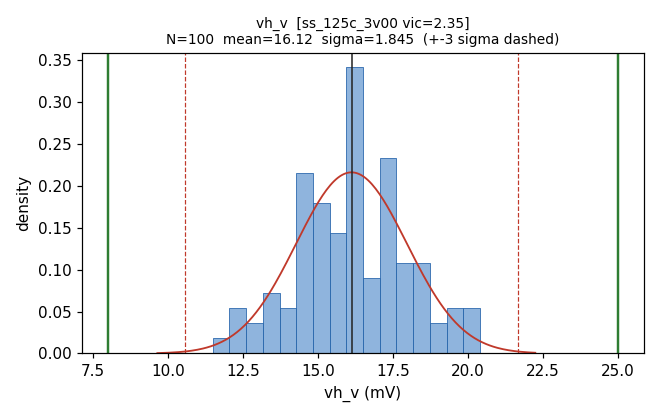 vh_v  [ss_125c_3v00 vic=2.35]
N=100  mean=16.12  sigma=1.845  (+-3 sigma dashed)
0.35
0.30
0.25
0.20
0.15
0.10
0.05
0.00
density
7.5 10.0 12.5 15.0 17.5 20.0 22.5 25.0
vh_v (mV)